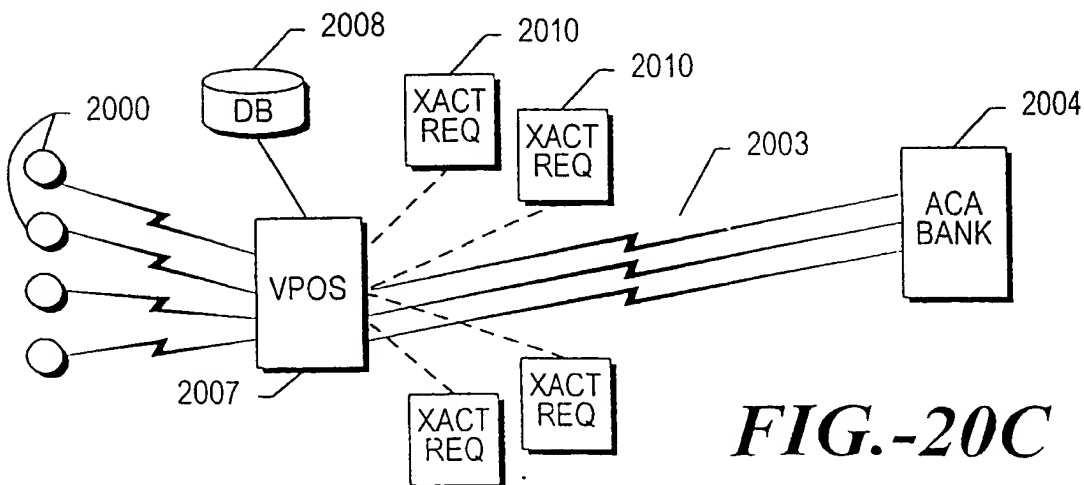 2008
2010
2010
2000
2004
DB
XACT
REQ
XACT
REQ
2003
ACA
BANK
VPOS
2007
XACT
REQ
XACT
REQ
FIG.-20C